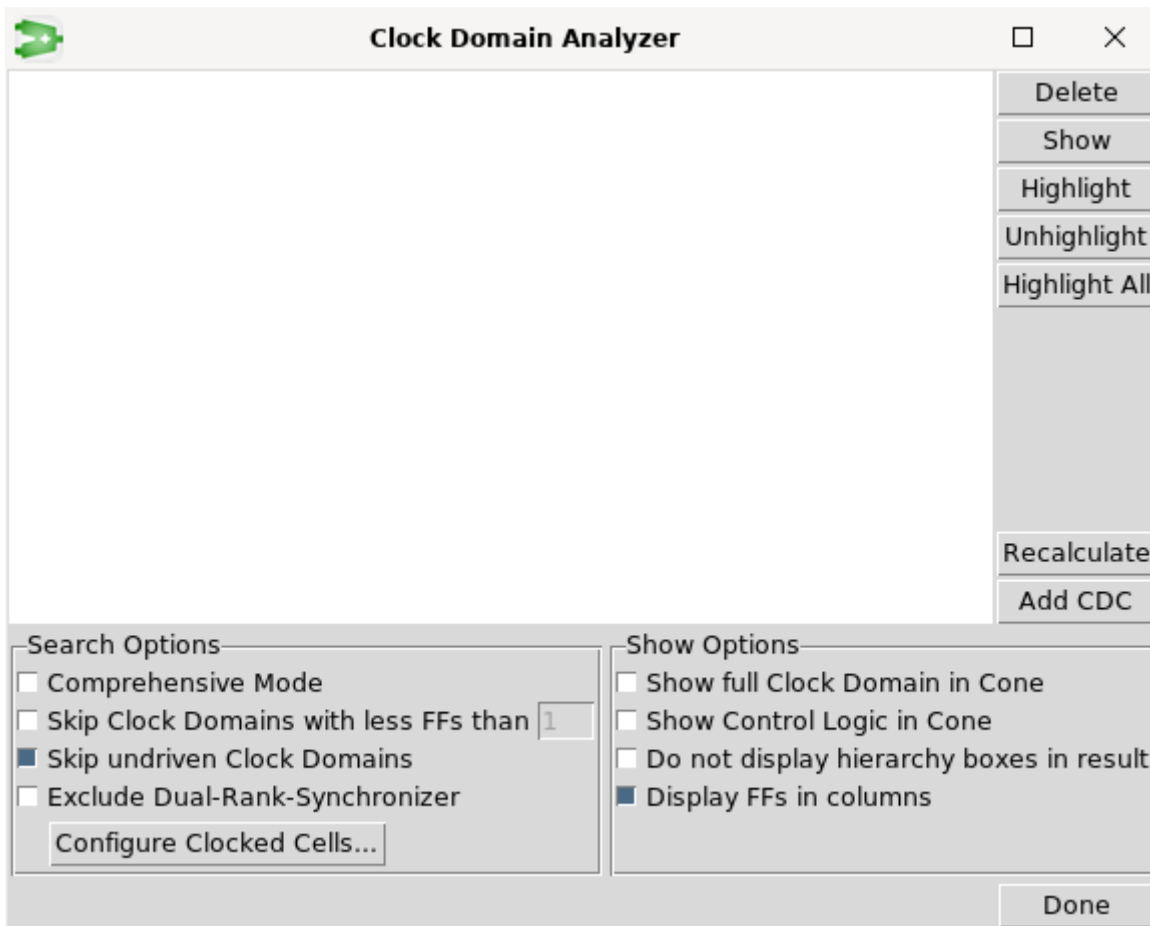 Clock Domain Analyzer
Delete
Show
Highlight
Unhighlight
Highlight All
Recalculate
Add CDC
Search Options
Comprehensive Mode
Skip Clock Domains with less FFs than 1
Skip undriven Clock Domains
Exclude Dual-Rank-Synchronizer
Configure Clocked Cells...
Show Options
Show full Clock Domain in Cone
Show Control Logic in Cone
Do not display hierarchy boxes in result
Display FFs in columns
Done